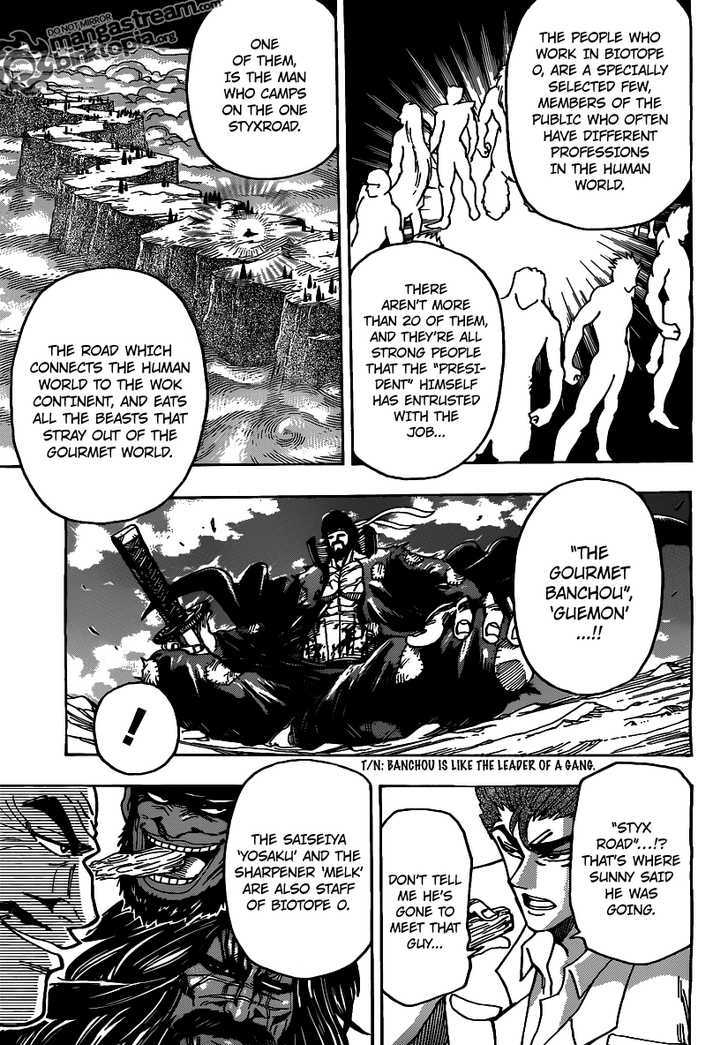 DO NOT MIRROR
mangastream.com
binktopia.org
THE PEOPLE WHO
WORK IN BIOTOPE
0, ARE A SPECIALLY
SELECTED FEW,
MEMBERS OF THE
PUBLIC WHO OFTEN
HAVE DIFFERENT
PROFESSIONS
IN THE HUMAN
WORLD.
THERE
AREN'T MORE
THAN 20 OF THEM,
AND THEY'RE ALL
STRONG PEOPLE
THAT THE "PRESI-
DENT" HIMSELF
HAS ENTRUSTED
WITH THE
JOB...
ONE
OF THEM,
IS THE MAN
WHO CAMPS
ON THE ONE
STYXROAD.
THE ROAD WHICH
CONNECTS THE HUMAN
WORLD TO THE WOK
CONTINENT, AND EATS
ALL THE BEASTS THAT
STRAY OUT OF THE
GOURMET WORLD.
"THE
GOURMET
BANCHOU",
'GUEMON'
...!!
!
T/N: BANCHOU IS LIKE THE LEADER OF A GANG.
"STYX
ROAD"...!?
THAT'S WHERE
SUNNY SAID
HE WAS
GOING.
DON'T TELL
ME HE'S
GONE TO
MEET THAT
GUY...
THE SAISEIYA
'YOSAKU' AND THE
SHARPENER 'MELK'
ARE ALSO STAFF
OF BIOTOPE 0.